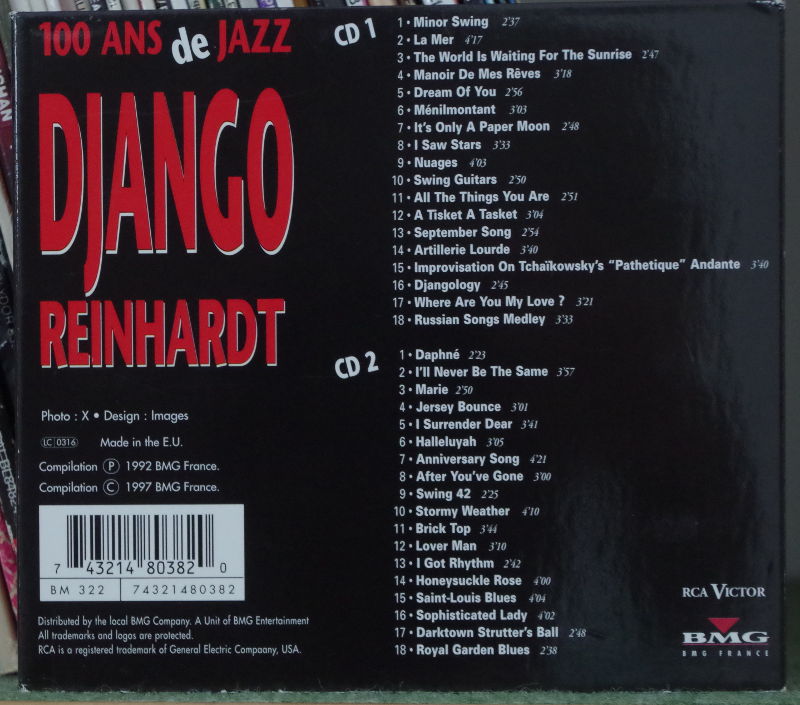 100 ANS de JAZZ
DJANGO
REINHARDT
Photo : X • Design : Images
LC 0316 Made in the E.U.
Compilation Ⓟ 1992 BMG France.
Compilation Ⓒ 1997 BMG France.
7 43214 80382 0
BM 322 74321480382
Distributed by the local BMG Company. A Unit of BMG Entertainment
All trademarks and logos are protected.
RCA is a registered trademark of General Electric Compaany, USA.
CD 1
1 • Minor Swing 2'37
2 • La Mer 4'17
3 • The World Is Waiting For The Sunrise 2'47
4 • Manoir De Mes Rêves 3'18
5 • Dream Of You 2'56
6 • Ménilmontant 3'03
7 • It's Only A Paper Moon 2'48
8 • I Saw Stars 3'33
9 • Nuages 4'03
10 • Swing Guitars 2'50
11 • All The Things You Are 2'51
12 • A Tisket A Tasket 3'04
13 • September Song 2'54
14 • Artillerie Lourde 3'40
15 • Improvisation On Tchaïkowsky's "Pathetique" Andante 3'40
16 • Djangology 2'45
17 • Where Are You My Love ? 3'21
18 • Russian Songs Medley 3'33
CD 2
1 • Daphné 2'23
2 • I'll Never Be The Same 3'57
3 • Marie 2'50
4 • Jersey Bounce 3'01
5 • I Surrender Dear 3'41
6 • Halleluyah 3'05
7 • Anniversary Song 4'21
8 • After You've Gone 3'00
9 • Swing 42 2'25
10 • Stormy Weather 4'10
11 • Brick Top 3'44
12 • Lover Man 3'10
13 • I Got Rhythm 2'42
14 • Honeysuckle Rose 4'00
15 • Saint-Louis Blues 4'04
16 • Sophisticated Lady 4'02
17 • Darktown Strutter's Ball 2'48
18 • Royal Garden Blues 2'38
RCA VICTOR
BMG
BMG FRANCE